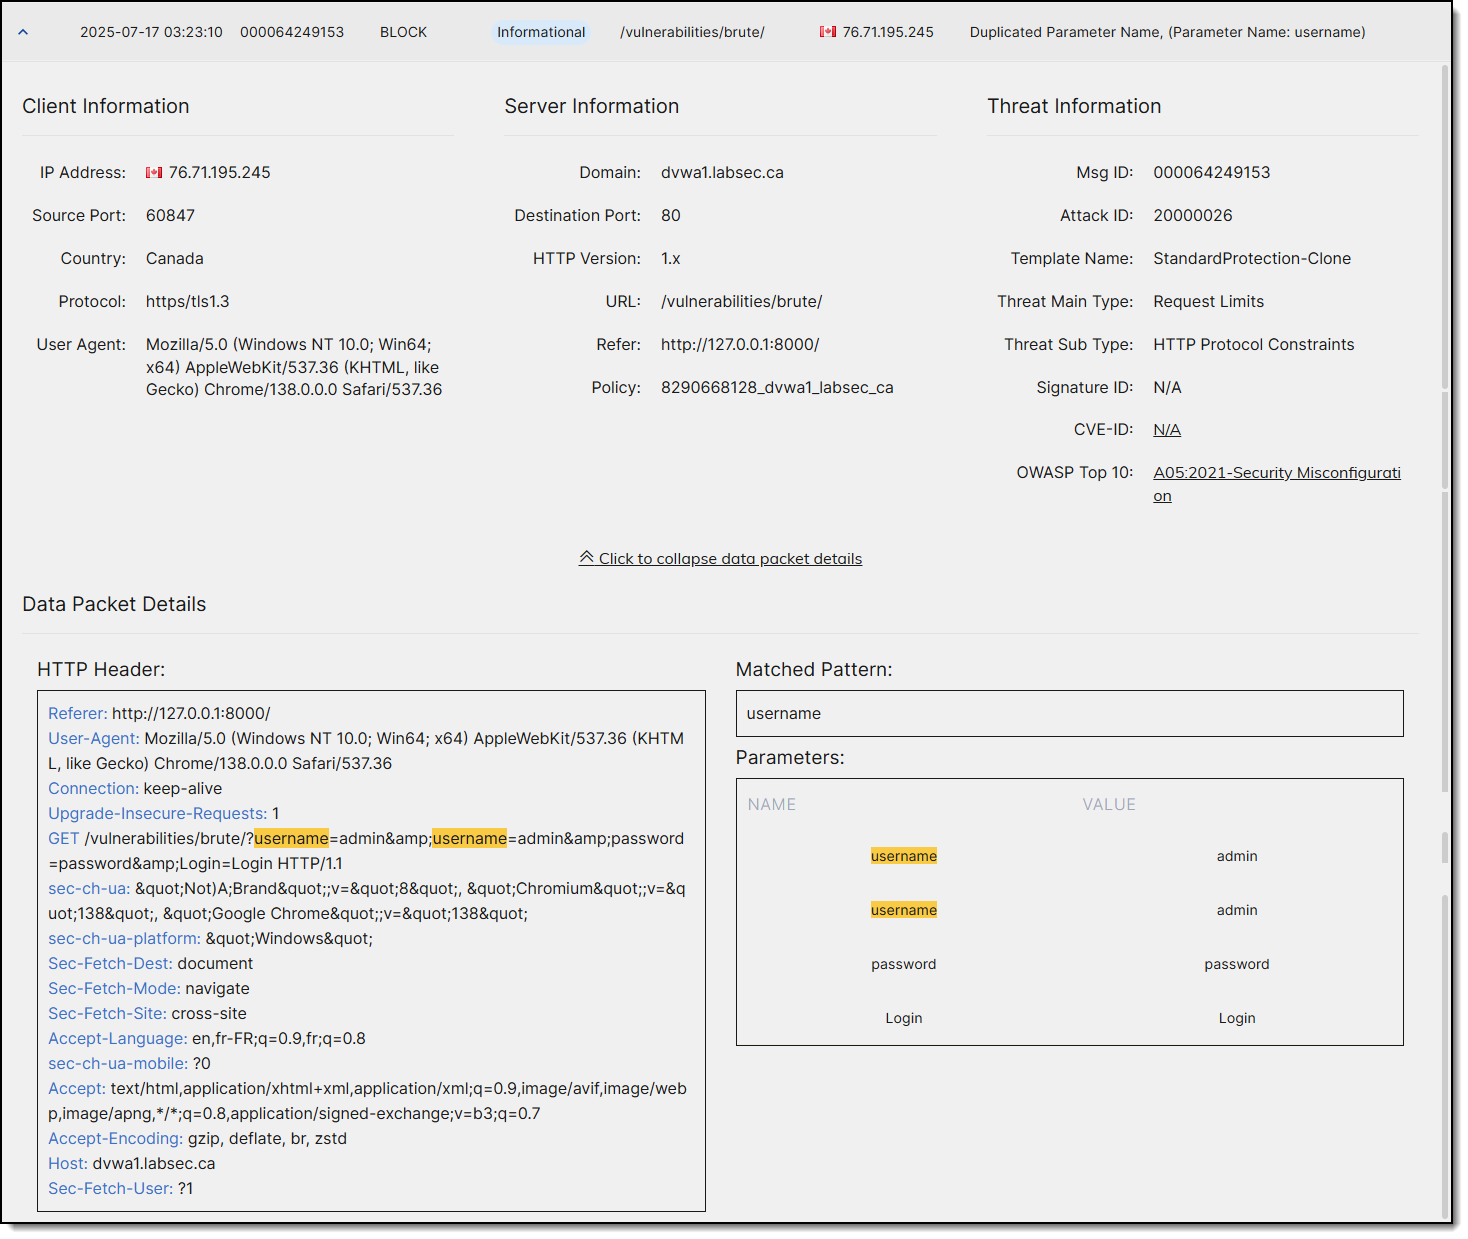 2025-07-17 03:23:10 000064249153 BLOCK Informational /vulnerabilities/brute/ 76.71.195.245 Duplicated Parameter Name, (Parameter Name: username)
Client Information
IP Address: 76.71.195.245
Source Port: 60847
Country: Canada
Protocol: https/tls1.3
User Agent: Mozilla/5.0 (Windows NT 10.0; Win64;
x64) AppleWebKit/537.36 (KHTML, like
Gecko) Chrome/138.0.0.0 Safari/537.36
Server Information
Domain: dvwa1.labsec.ca
Destination Port: 80
HTTP Version: 1.x
URL: /vulnerabilities/brute/
Refer: http://127.0.0.1:8000/
Policy: 8290668128_dvwa1_labsec_ca
Threat Information
Msg ID: 000064249153
Attack ID: 20000026
Template Name: StandardProtection-Clone
Threat Main Type: Request Limits
Threat Sub Type: HTTP Protocol Constraints
Signature ID: N/A
CVE-ID: N/A
OWASP Top 10: A05:2021-Security Misconfigurati
on
Click to collapse data packet details
Data Packet Details
HTTP Header:
Referer: http://127.0.0.1:8000/
User-Agent: Mozilla/5.0 (Windows NT 10.0; Win64; x64) AppleWebKit/537.36 (KHTM
L, like Gecko) Chrome/138.0.0.0 Safari/537.36
Connection: keep-alive
Upgrade-Insecure-Requests: 1
GET /vulnerabilities/brute/?username=admin&amp;username=admin&amp;password
=password&amp;Login=Login HTTP/1.1
sec-ch-ua: &quot;Not)A;Brand&quot;;v=&quot;8&quot;, &quot;Chromium&quot;;v=&q
uot;138&quot;, &quot;Google Chrome&quot;;v=&quot;138&quot;
sec-ch-ua-platform: &quot;Windows&quot;
Sec-Fetch-Dest: document
Sec-Fetch-Mode: navigate
Sec-Fetch-Site: cross-site
Accept-Language: en,fr-FR;q=0.9,fr;q=0.8
sec-ch-ua-mobile: ?0
Accept: text/html,application/xhtml+xml,application/xml;q=0.9,image/avif,image/web
p,image/apng,*/*;q=0.8,application/signed-exchange;v=b3;q=0.7
Accept-Encoding: gzip, deflate, br, zstd
Host: dvwa1.labsec.ca
Sec-Fetch-User: ?1
Matched Pattern:
username
Parameters:
NAME VALUE
username admin
username admin
password password
Login Login